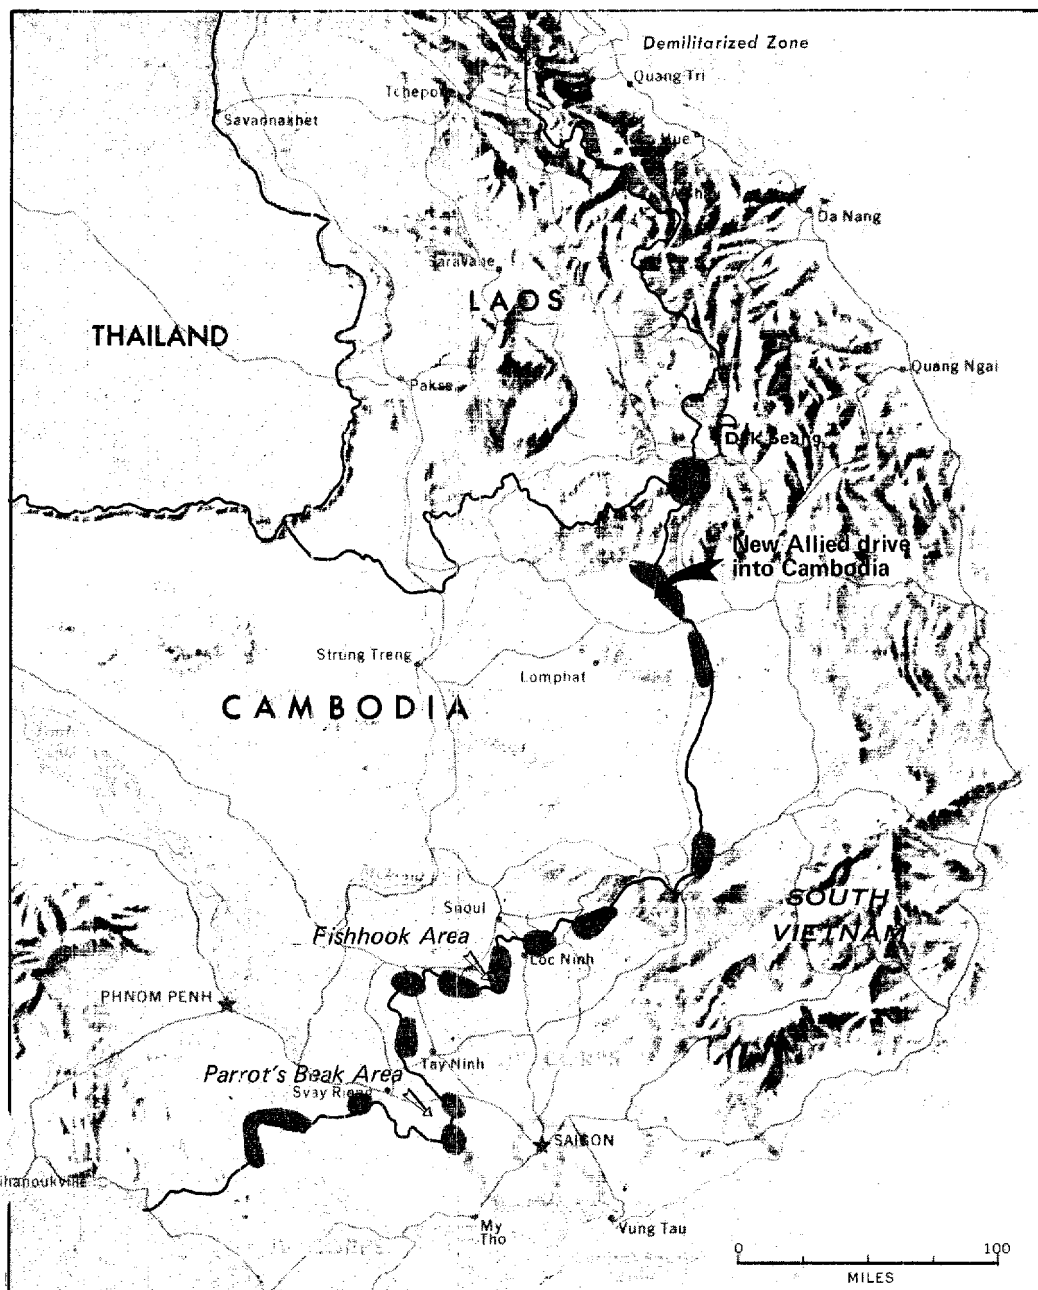 Demilitarized Zone
Quang Tri
Savannakhet
Hue
Da Nang
Saravane
LAOS
THAILAND
Quang Ngai
Pakse
Dak Seang
New Allied drive
into Cambodia
Strung Treng
Lomphat
CAMBODIA
SOUTH
VIETNAM
Snoul
Fishhook Area
Loc Ninh
PHNOM PENH
Tay Ninh
Parrot's Beak Area
Svay Rieng
SAIGON
My
Tho
Vung Tau
0 100
MILES